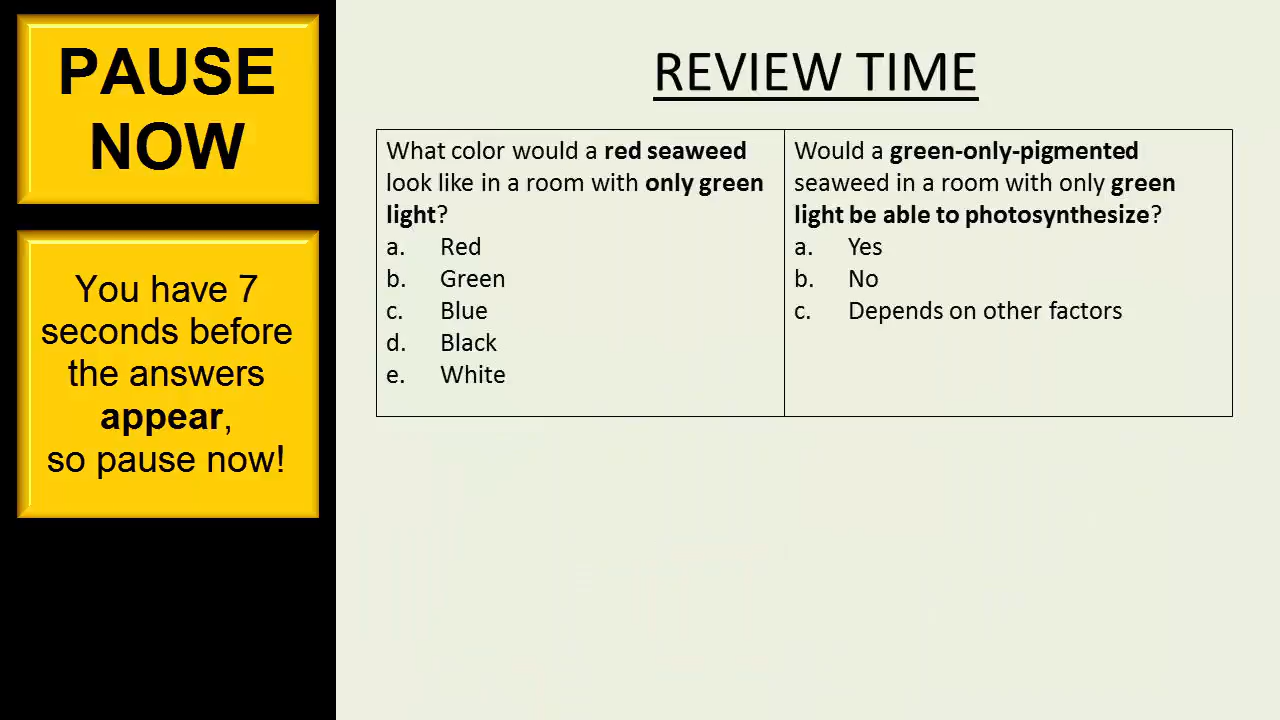 PAUSE
NOW
You have 7
seconds before
the answers
appear,
so pause now!
REVIEW TIME
What color would a red seaweed
look like in a room with only green
light?
a. Red
b. Green
c. Blue
d. Black
e. White
Would a green-only-pigmented
seaweed in a room with only green
light be able to photosynthesize?
a. Yes
b. No
c. Depends on other factors